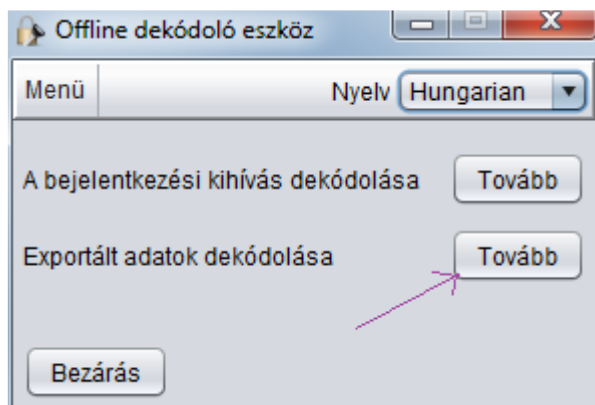 Offline dekódoló eszköz
Menü Nyelv Hungarian
A bejelentkezési kihívás dekódolása Tovább
Exportált adatok dekódolása Tovább
Bezárás